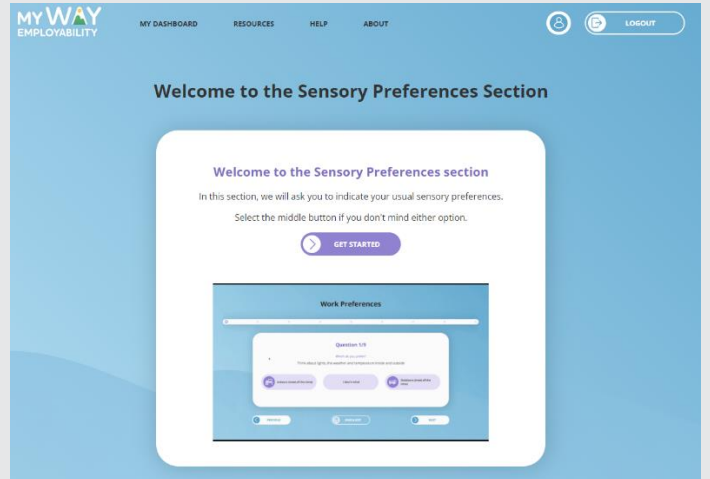 MY WAY
EMPLOYABILITY
MY DASHBOARD RESOURCES HELP ABOUT LOGOUT
Welcome to the Sensory Preferences Section
Welcome to the Sensory Preferences section
In this section, we will ask you to indicate your usual sensory preferences.
Select the middle button if you don't mind either option.
GET STARTED
Work Preferences
Question 1/9